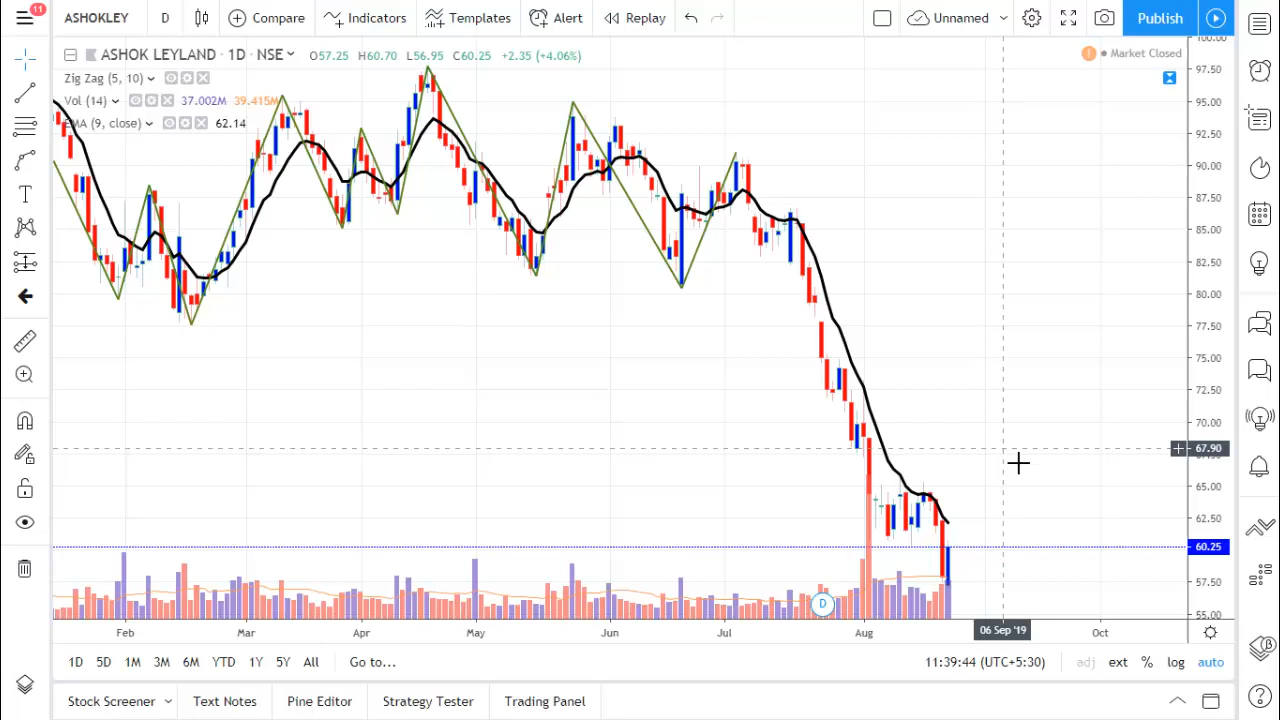 11
ASHOKLEY D Compare Indicators Templates Alert Replay Unnamed Publish
ASHOK LEYLAND · 1D · NSE O57.25 H60.70 L56.95 C60.25 +2.35 (+4.06%)
! Market Closed
Zig Zag (5, 10)
Vol (14) 37.002M 39.415M
EMA (9, close) 62.14
100.00
97.50
95.00
92.50
90.00
87.50
85.00
82.50
80.00
77.50
75.00
72.50
70.00
67.90
65.00
62.50
60.25
57.50
55.00
D
Feb Mar Apr May Jun Jul Aug 06 Sep '19 Oct
1D 5D 1M 3M 6M YTD 1Y 5Y All Go to... 11:39:44 (UTC+5:30) adj ext % log auto
Stock Screener Text Notes Pine Editor Strategy Tester Trading Panel